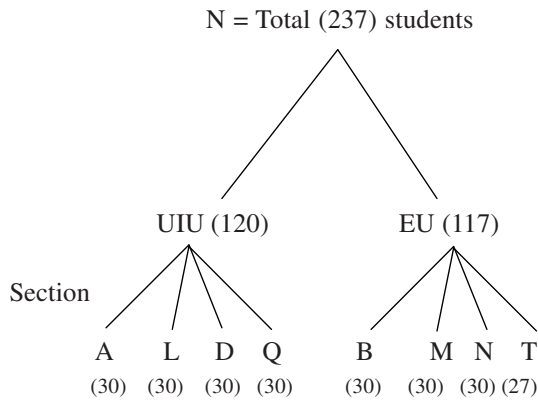 N = Total (237) students
UIU (120) EU (117)
Section
A L D Q B M N T
(30) (30) (30) (30) (30) (30) (30) (27)